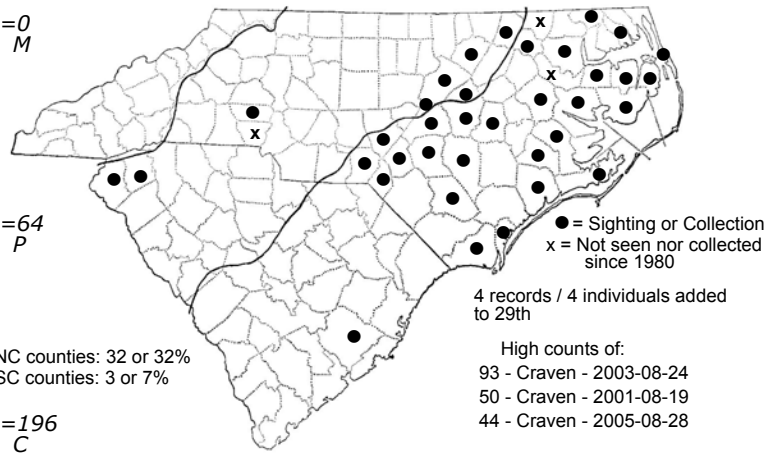 =0
M
x
x
x
=64
P
● = Sighting or Collection
x = Not seen nor collected
since 1980
4 records / 4 individuals added
to 29th
NC counties: 32 or 32%
SC counties: 3 or 7%
High counts of:
93 - Craven - 2003-08-24
50 - Craven - 2001-08-19
44 - Craven - 2005-08-28
=196
C